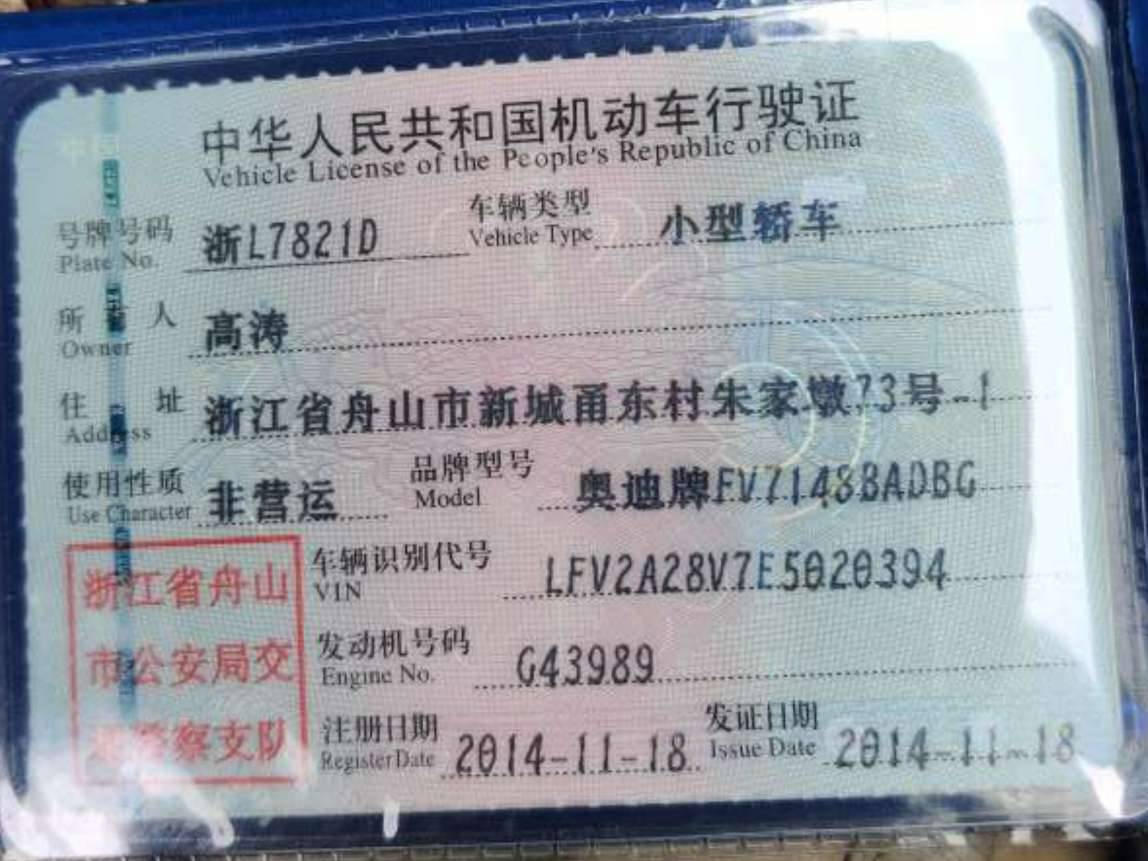 中华人民共和国机动车行驶证
Vehicle License of the People's Republic of China
号牌号码 浙L7821D 车辆类型 小型轿车
Plate No. Vehicle Type
所有人 高涛
Owner
住址 浙江省舟山市新城甬东村朱家墩73号-1
Address
使用性质 非营运 品牌型号 奥迪牌FV7148BADBG
Use Character Model
浙江省舟山 车辆识别代号 LFV2A28V7E5020394
VIN
市公安局交 发动机号码 G43989
Engine No.
警察支队 注册日期 2014-11-18 发证日期 2014-11-18
Register Date Issue Date